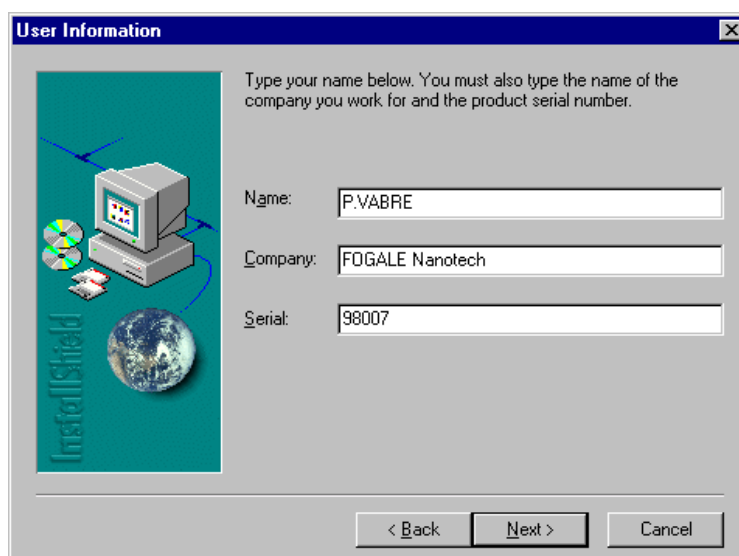 User Information
Type your name below. You must also type the name of the
company you work for and the product serial number.
Name: P.VABRE
Company: FOGALE Nanotech
Serial: 98007
InstallShield
< Back Next > Cancel